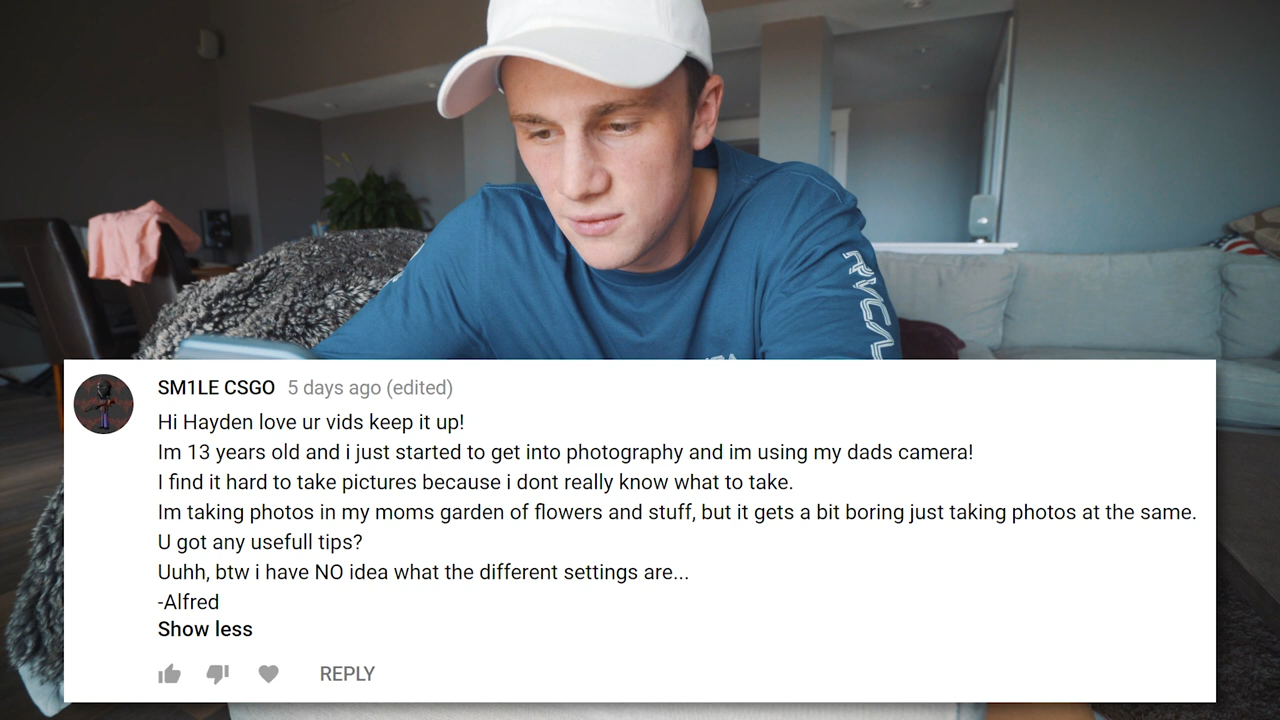 RVCA
SM1LE CSGO 5 days ago (edited)
Hi Hayden love ur vids keep it up!
Im 13 years old and i just started to get into photography and im using my dads camera!
I find it hard to take pictures because i dont really know what to take.
Im taking photos in my moms garden of flowers and stuff, but it gets a bit boring just taking photos at the same.
U got any usefull tips?
Uuhh, btw i have NO idea what the different settings are...
-Alfred
Show less
REPLY